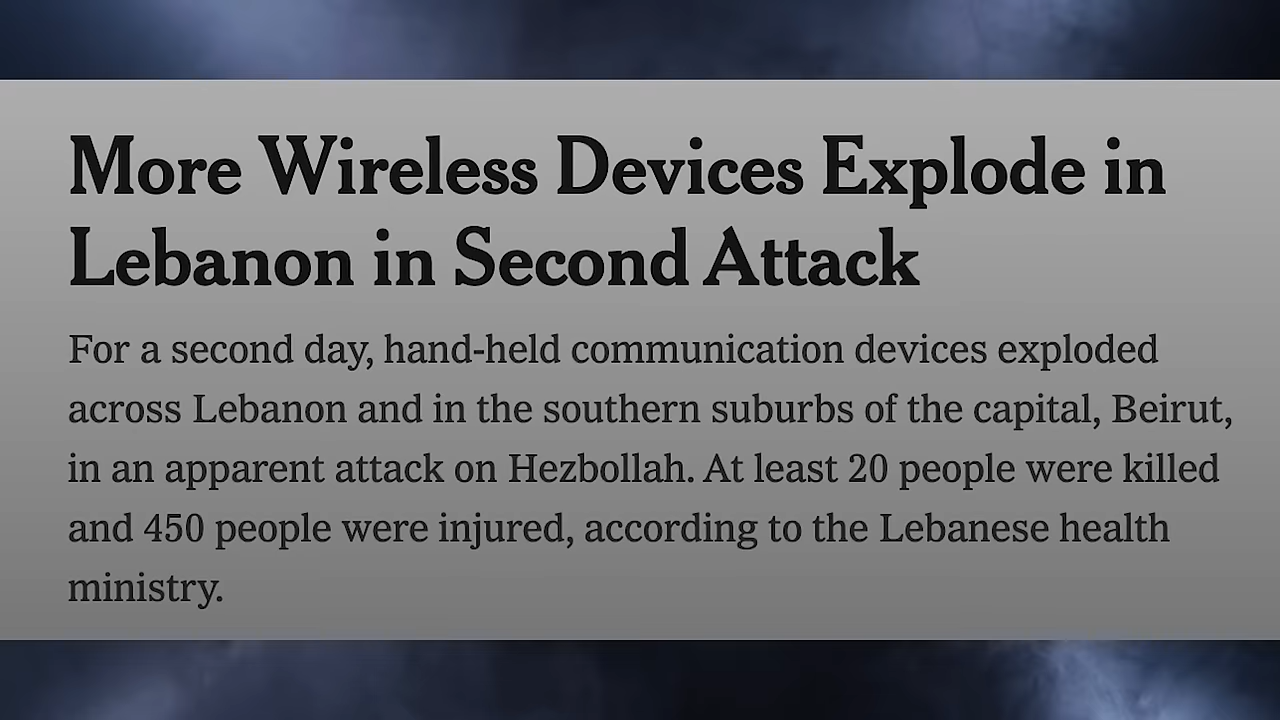 More Wireless Devices Explode in
Lebanon in Second Attack
For a second day, hand-held communication devices exploded
across Lebanon and in the southern suburbs of the capital, Beirut,
in an apparent attack on Hezbollah. At least 20 people were killed
and 450 people were injured, according to the Lebanese health
ministry.